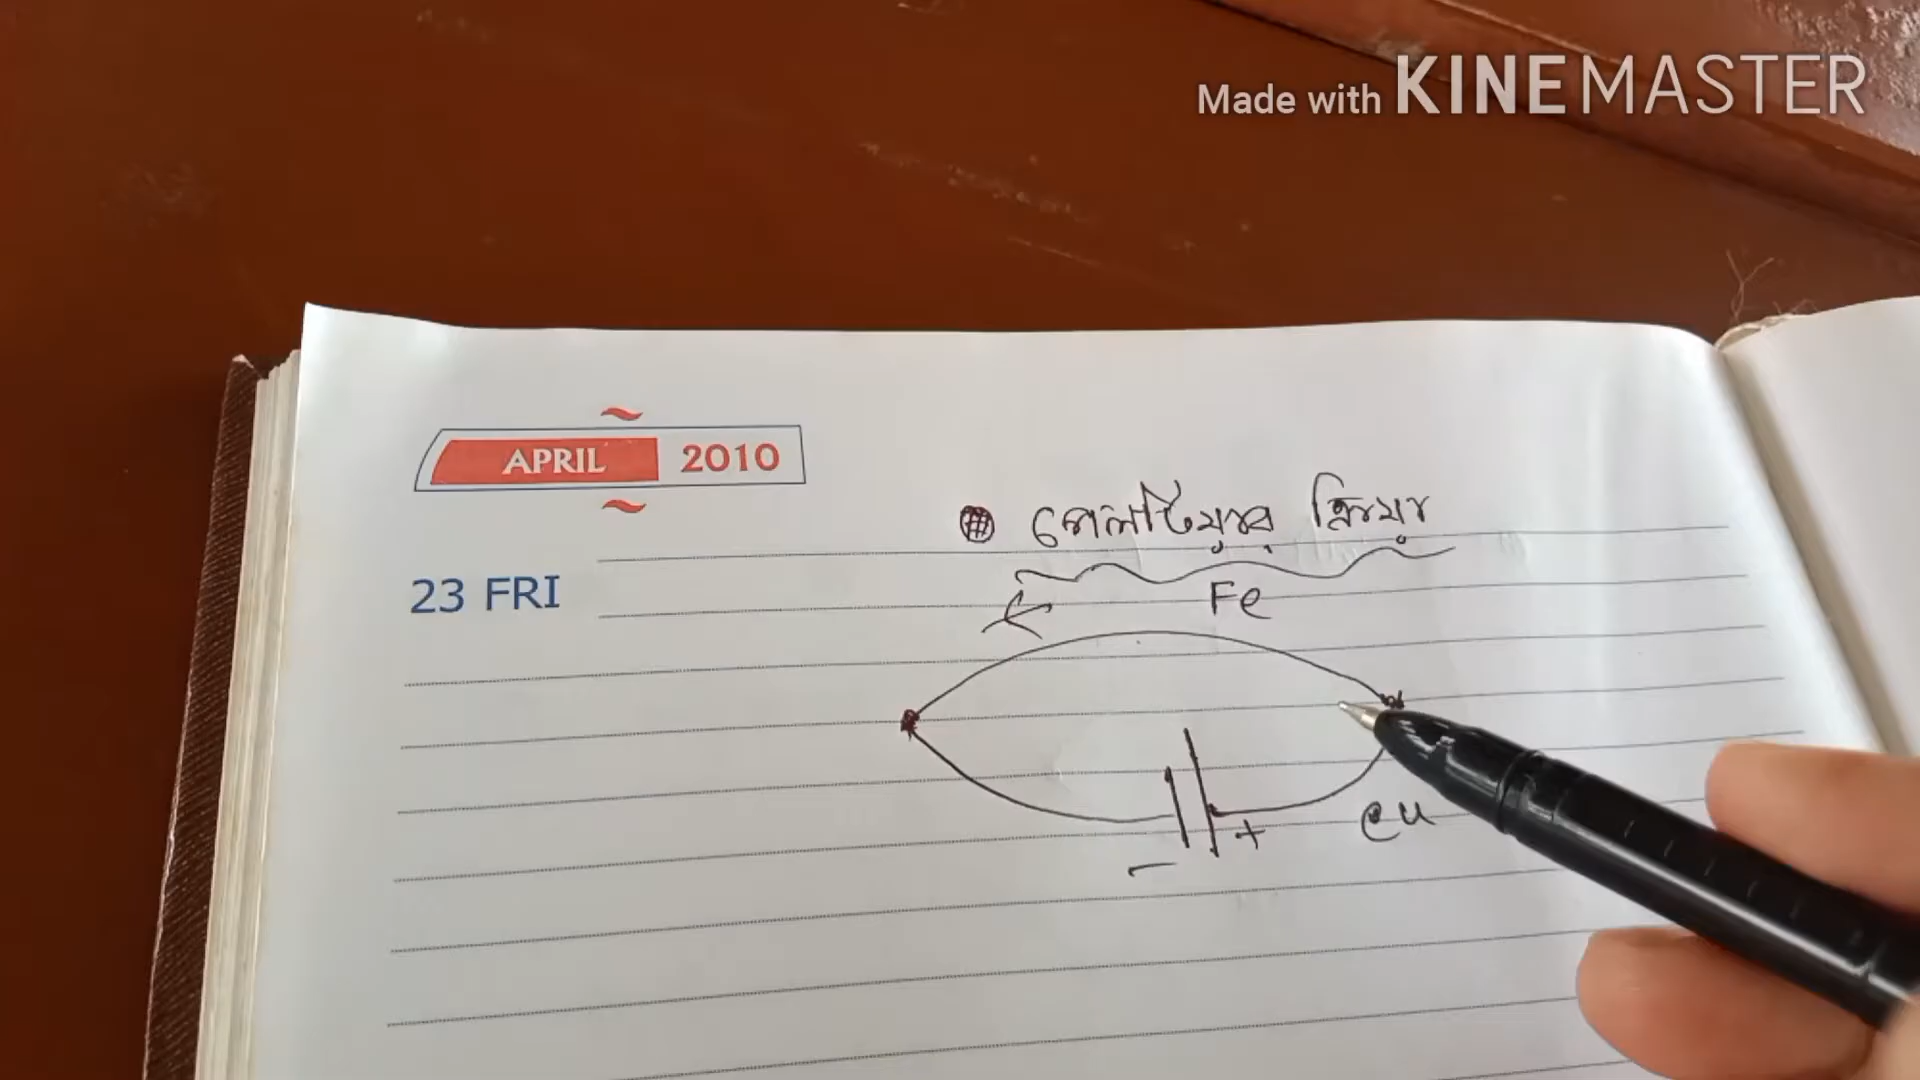 Made with KINEMASTER
APRIL 2010
পেলটিয়ার ক্রিয়া
23 FRI
Fe
Cu
+
−